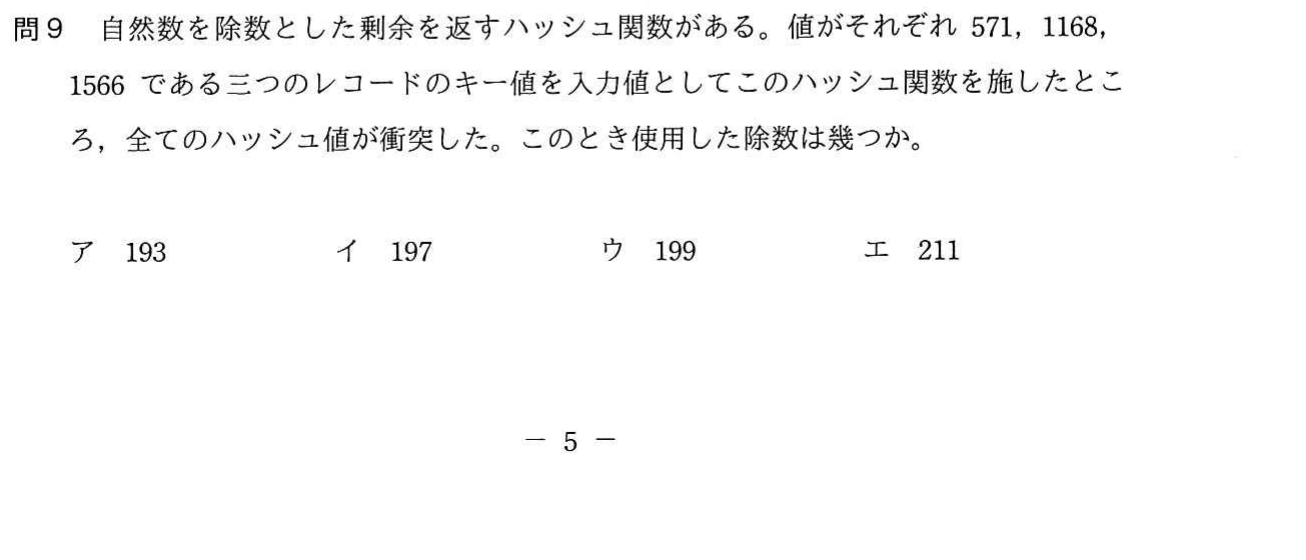 問9 自然数を除数とした剰余を返すハッシュ関数がある。値がそれぞれ 571，1168，
1566 である三つのレコードのキー値を入力値としてこのハッシュ関数を施したとこ
ろ，全てのハッシュ値が衝突した。このとき使用した除数は幾つか。
ア 193 イ 197 ウ 199 エ 211
－ 5 －